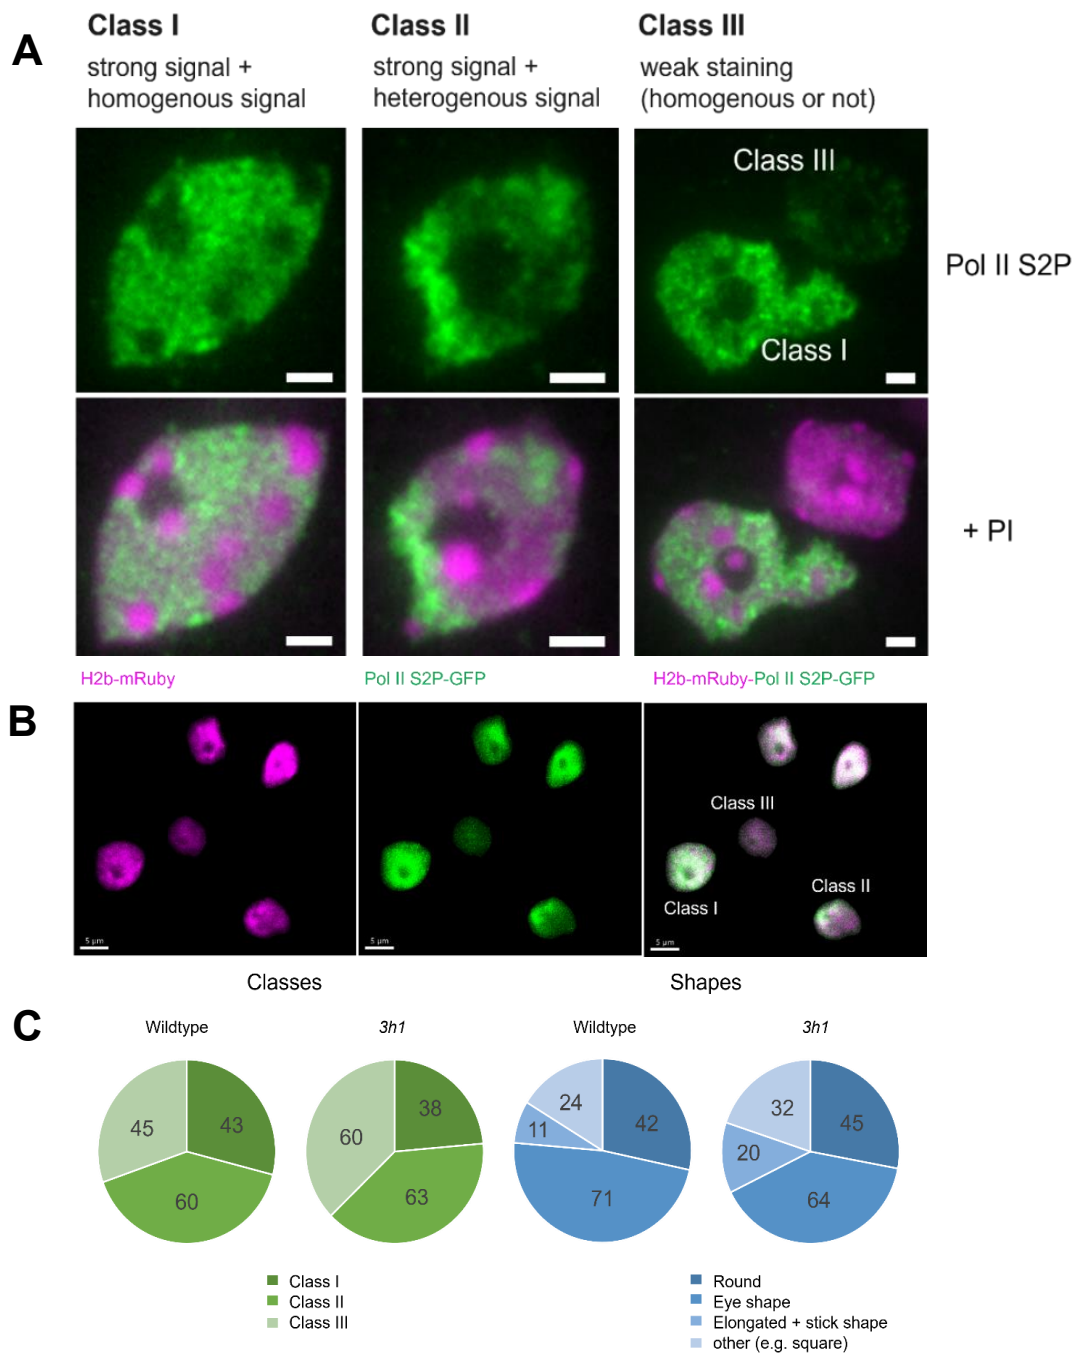 A
Class I
strong signal +
homogenous signal
Class II
strong signal +
heterogenous signal
Class III
weak staining
(homogenous or not)
Class III
Class I
Pol II S2P
+ PI
H2b-mRuby
Pol II S2P-GFP
H2b-mRuby-Pol II S2P-GFP
B
Class III
Class II
Class I
5 µm
5 µm
5 µm
Classes
Shapes
C
Wildtype
3h1
Wildtype
3h1
45
43
60
60
38
63
24
42
11
71
32
45
20
64
Class I
Class II
Class III
Round
Eye shape
Elongated + stick shape
other (e.g. square)